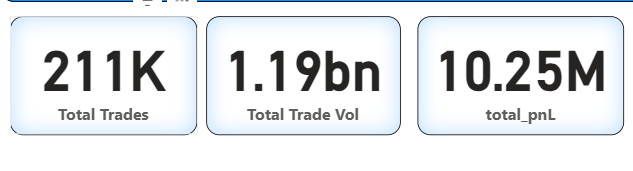 211K 1.19bn 10.25M
Total Trades Total Trade Vol total_pnL